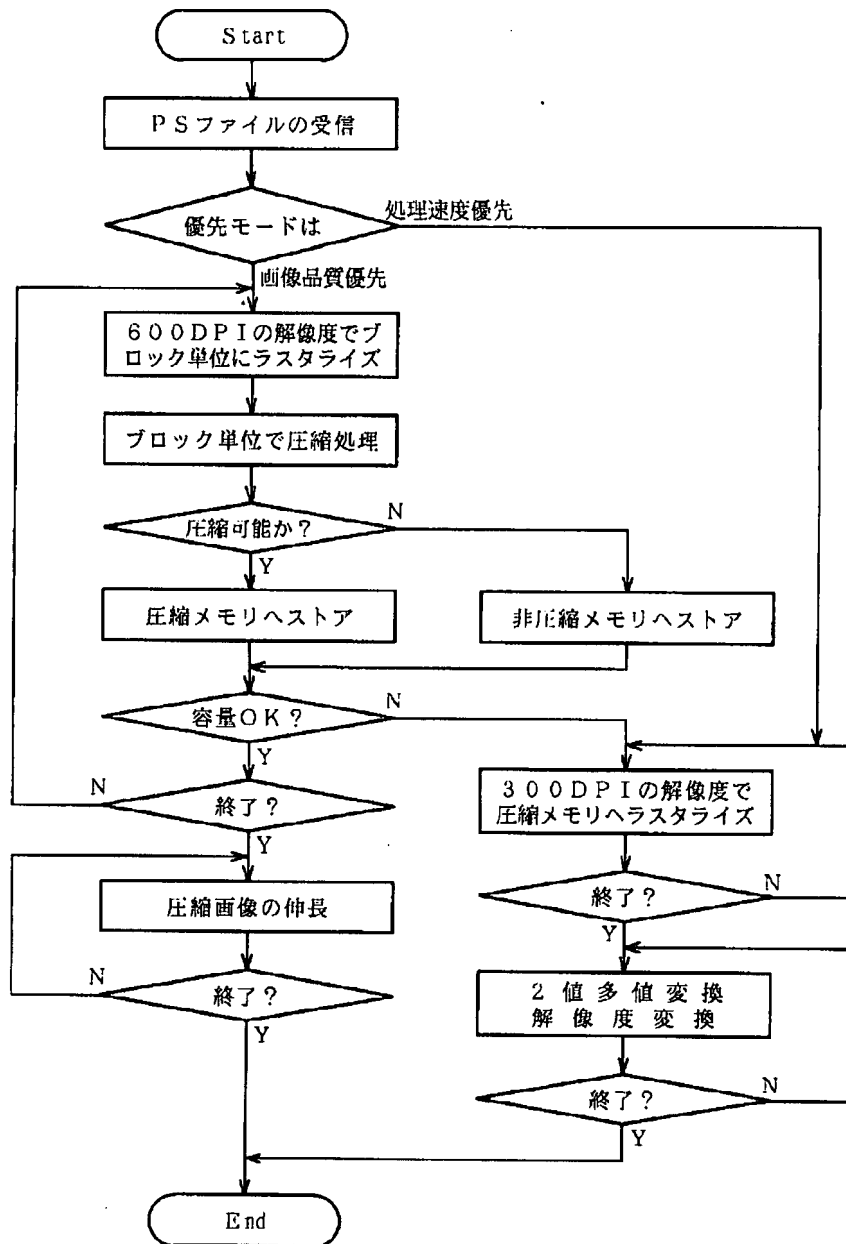 Start
PSファイルの受信
優先モードは
処理速度優先
画像品質優先
600DPIの解像度でブ
ロック単位にラスタライズ
ブロック単位で圧縮処理
圧縮可能か?
N
Y
圧縮メモリへストア
非圧縮メモリへストア
容量OK?
N
Y
終了?
N
Y
300DPIの解像度で
圧縮メモリへラスタライズ
終了?
N
Y
圧縮画像の伸長
終了?
N
Y
2値多値変換
解像度変換
終了?
N
Y
End